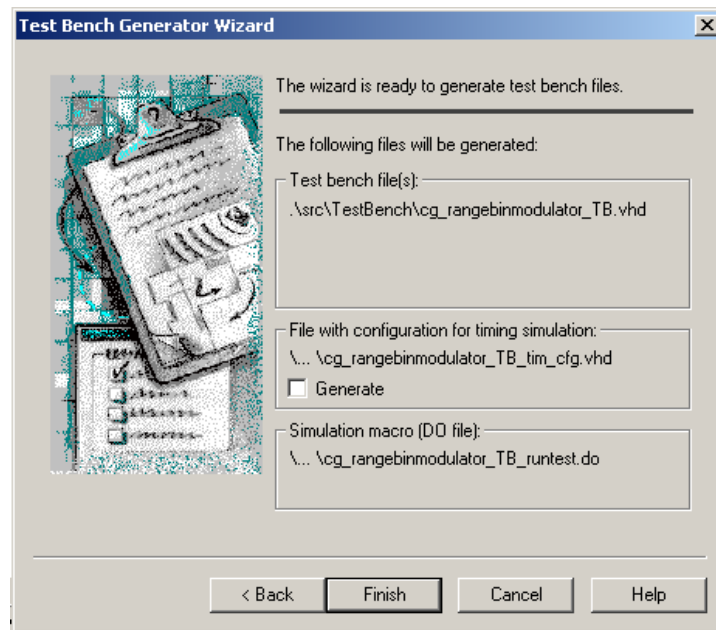 Test Bench Generator Wizard
The wizard is ready to generate test bench files.
The following files will be generated:
Test bench file(s):
.\src\TestBench\cg_rangebinmodulator_TB.vhd
File with configuration for timing simulation:
\... \cg_rangebinmodulator_TB_tim_cfg.vhd
Generate
Simulation macro (DO file):
\... \cg_rangebinmodulator_TB_runtest.do
< Back
Finish
Cancel
Help